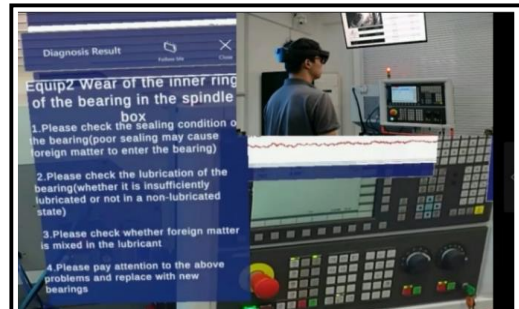 Diagnosis Result
Follow Me
Close
Equip2 Wear of the inner ring
of the bearing in the spindle
box
1.Please check the sealing condition o
the bearing(poor sealing may cause
foreign matter to enter the bearing)
2.Please check the lubrication of the
bearing(whether it is insufficiently
lubricated or not in a non-lubricated
state)
3.Please check whether foreign matter
is mixed in the lubricant
4.Please pay attention to the above
problems and replace with new
bearings